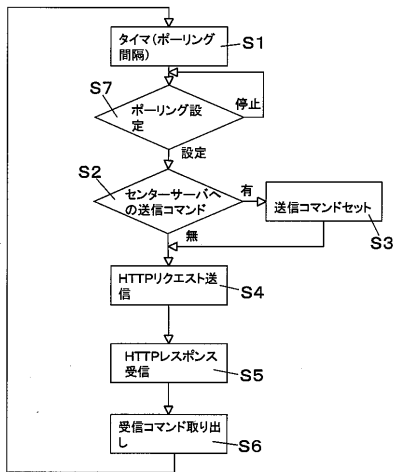 タイマ(ポーリング
間隔)
S1
S7
ポーリング設
定
停止
設定
S2
センターサーバへ
の送信コマンド
有
送信コマンドセット
S3
無
HTTPリクエスト送
信
S4
HTTPレスポンス
受信
S5
受信コマンド取り出
し
S6